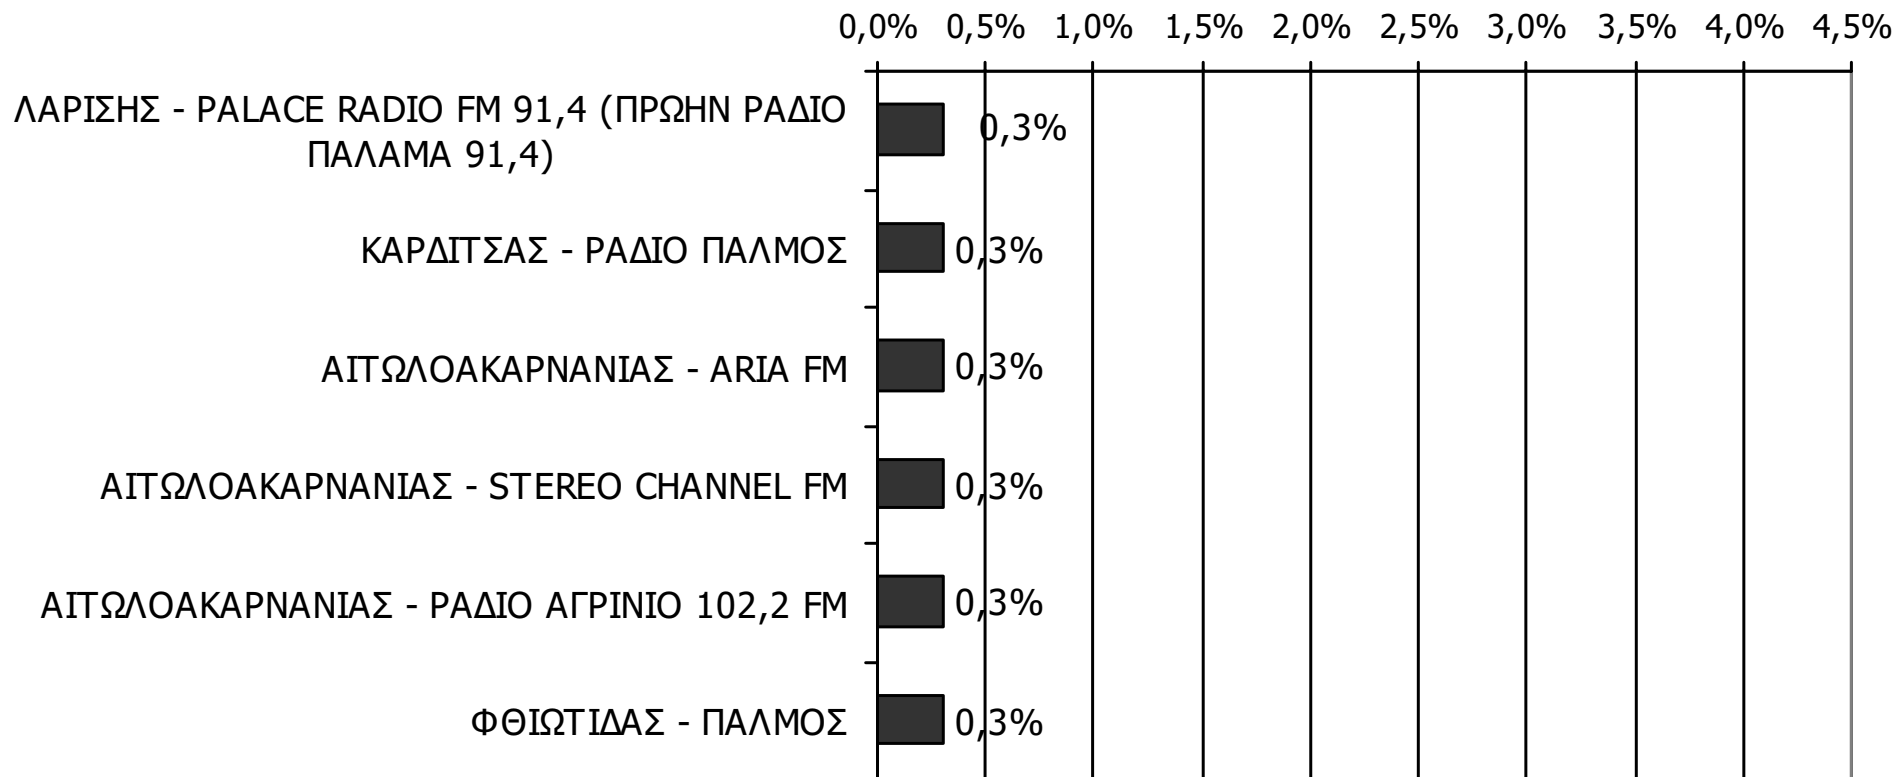 0,0% 0,5% 1,0% 1,5% 2,0% 2,5% 3,0% 3,5% 4,0% 4,5%
ΛΑΡΙΣΗΣ - PALACE RADIO FM 91,4 (ΠΡΩΗΝ ΡΑΔΙΟ
ΠΑΛΑΜΑ 91,4)
0,3%
ΚΑΡΔΙΤΣΑΣ - ΡΑΔΙΟ ΠΑΛΜΟΣ 0,3%
ΑΙΤΩΛΟΑΚΑΡΝΑΝΙΑΣ - ARIA FM 0,3%
ΑΙΤΩΛΟΑΚΑΡΝΑΝΙΑΣ - STEREO CHANNEL FM 0,3%
ΑΙΤΩΛΟΑΚΑΡΝΑΝΙΑΣ - ΡΑΔΙΟ ΑΓΡΙΝΙΟ 102,2 FM 0,3%
ΦΘΙΩΤΙΔΑΣ - ΠΑΛΜΟΣ 0,3%